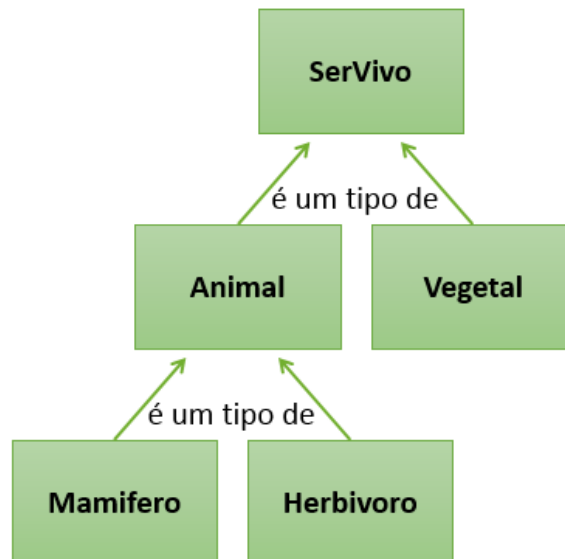 SerVivo
é um tipo de
Animal
Vegetal
é um tipo de
Mamifero
Herbivoro